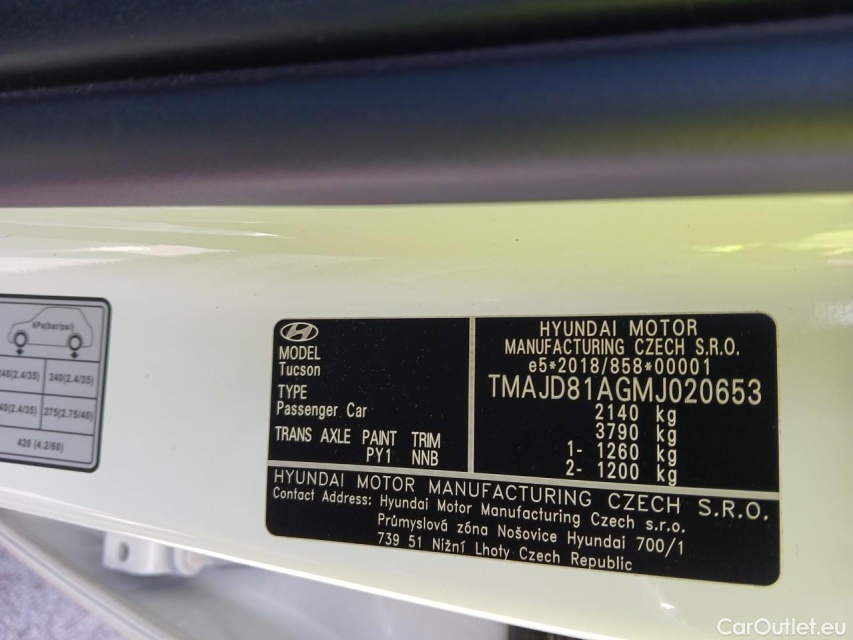 kPa(bar/psi)
240(2.4/35)
240(2.4/35)
275(2.75/40)
420 (4.2/60)
MODEL
Tucson
TYPE
Passenger Car
TRANS AXLE PAINT TRIM
PY1 NNB
HYUNDAI MOTOR
MANUFACTURING CZECH S.R.O.
e5*2018/858*00001
TMAJD81AGMJ020653
2140 kg
3790 kg
1- 1260 kg
2- 1200 kg
HYUNDAI MOTOR MANUFACTURING CZECH S.R.O.
Contact Address: Hyundai Motor Manufacturing Czech s.r.o.
Průmyslová zóna Nošovice Hyundai 700/1
739 51 Nižní Lhoty Czech Republic
CarOutlet.eu